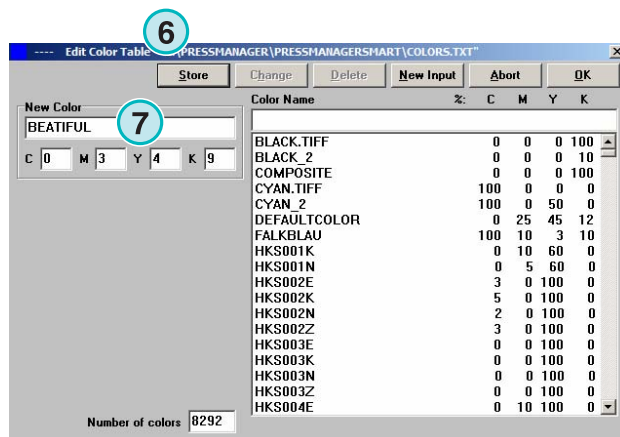 6
---- Edit Color Table "\PRESSMANAGER\PRESSMANAGERSMART\COLORS.TXT"
Store Change Delete New Input Abort OK
New Color
BEATIFUL
7
C 0 M 3 Y 4 K 9
Color Name %: C M Y K
BLACK.TIFF 0 0 0 100
BLACK_2 0 0 0 10
COMPOSITE 0 0 0 100
CYAN.TIFF 100 0 0 0
CYAN_2 100 0 50 0
DEFAULTCOLOR 0 25 45 12
FALKBLAU 100 10 3 10
HKS001K 0 10 60 0
HKS001N 0 5 60 0
HKS002E 3 0 100 0
HKS002K 5 0 100 0
HKS002N 2 0 100 0
HKS002Z 3 0 100 0
HKS003E 0 0 100 0
HKS003K 0 0 100 0
HKS003N 0 0 100 0
HKS003Z 0 0 100 0
HKS004E 0 10 100 0
Number of colors 8292